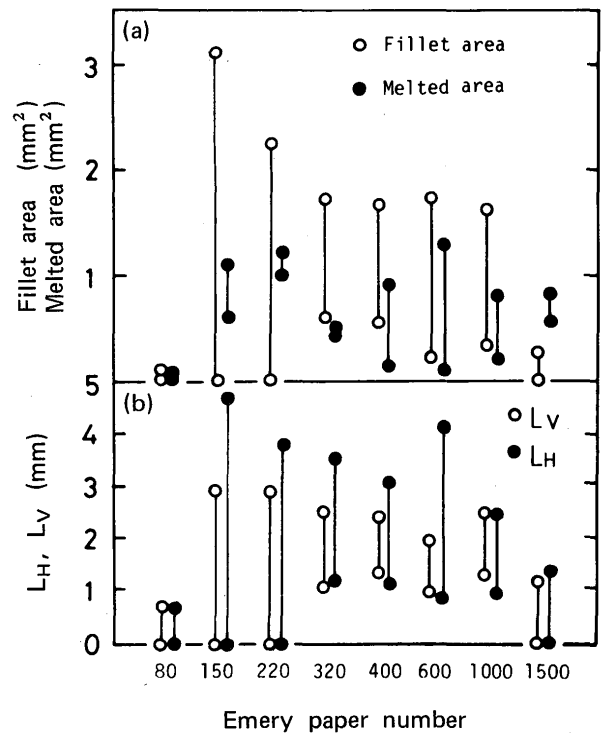 (a)
Fillet area
Melted area
3
2
1
Fillet area (mm²)
Melted area (mm²)
5
(b)
LV
LH
4
3
2
1
0
LH, LV (mm)
80 150 220 320 400 600 1000 1500
Emery paper number